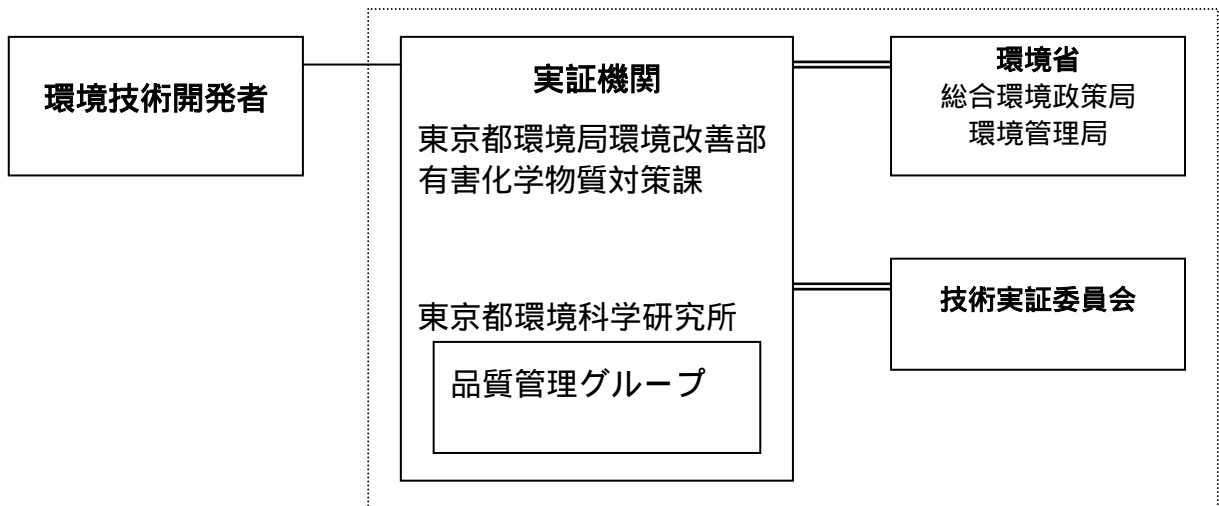 環境技術開発者
実証機関
東京都環境局環境改善部
有害化学物質対策課
東京都環境科学研究所
品質管理グループ
環境省
総合環境政策局
環境管理局
技術実証委員会